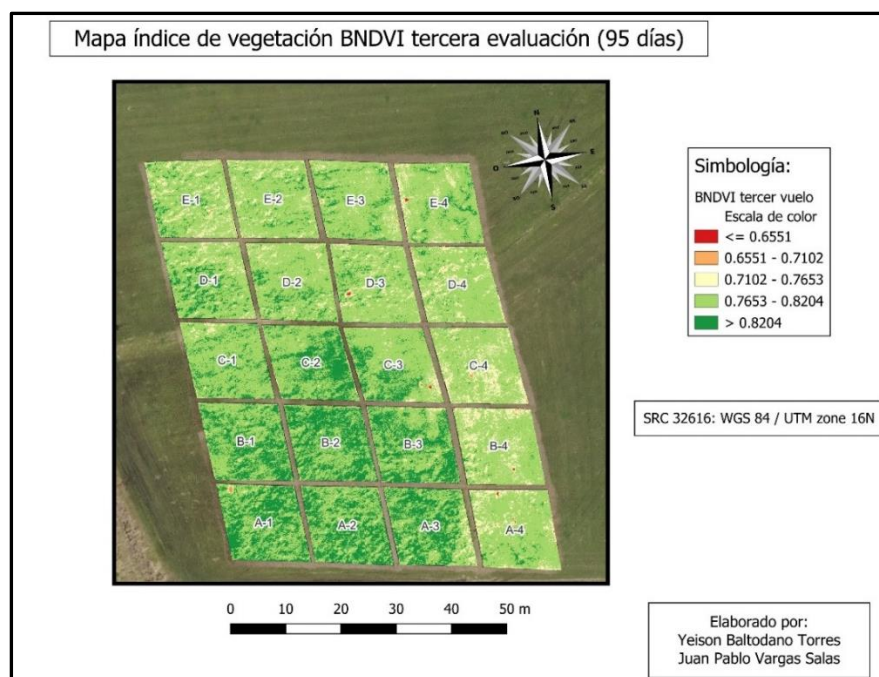 Mapa índice de vegetación BNDVI tercera evaluación (95 días)
N
O
E
S
E-1
E-2
E-3
E-4
D-1
D-2
D-3
D-4
C-1
C-2
C-3
C-4
B-1
B-2
B-3
B-4
A-1
A-2
A-3
A-4
Simbología:
BNDVI tercer vuelo
Escala de color
<= 0.6551
0.6551 - 0.7102
0.7102 - 0.7653
0.7653 - 0.8204
> 0.8204
SRC 32616: WGS 84 / UTM zone 16N
0 10 20 30 40 50 m
Elaborado por:
Yeison Baltodano Torres
Juan Pablo Vargas Salas